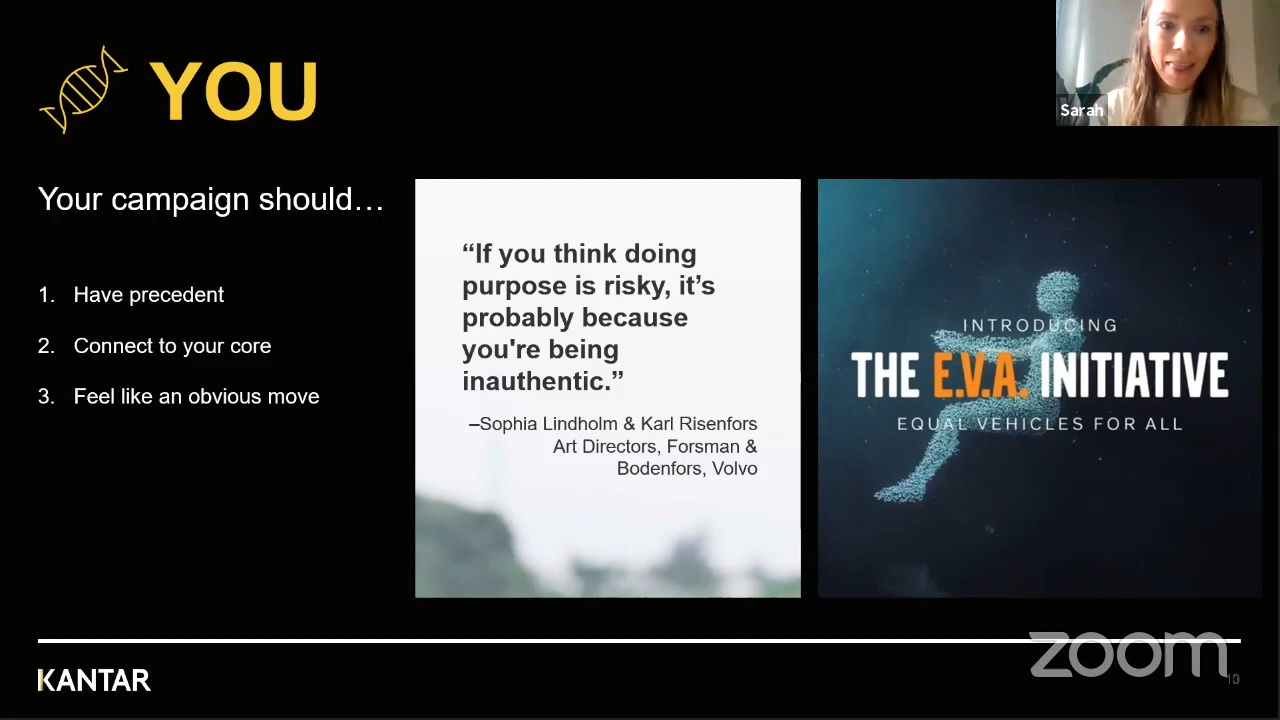 YOU
Sarah
Your campaign should…
1. Have precedent
2. Connect to your core
3. Feel like an obvious move
“If you think doing
purpose is risky, it’s
probably because
you're being
inauthentic.”
–Sophia Lindholm & Karl Risenfors
Art Directors, Forsman &
Bodenfors, Volvo
INTRODUCING
THE E.V.A. INITIATIVE
EQUAL VEHICLES FOR ALL
KANTAR
zoom
10